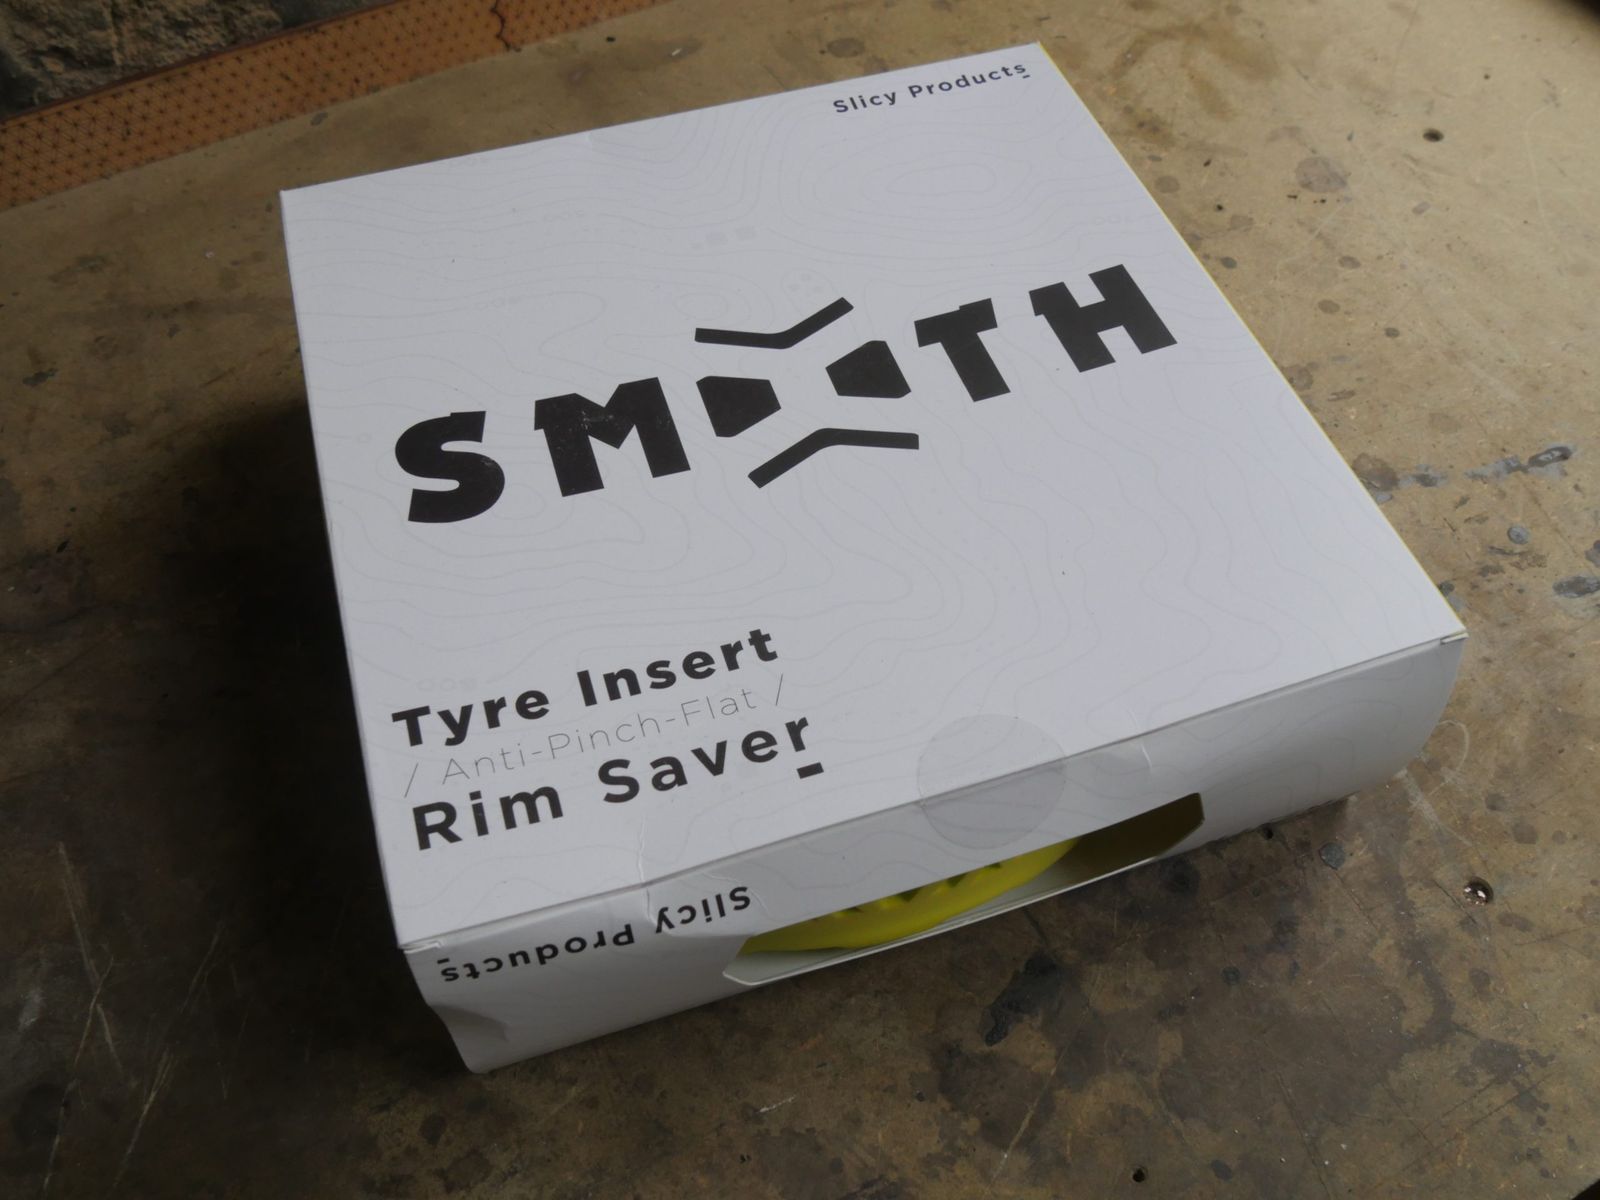 Slicy Products
SMOOTH
Tyre Insert
/ Anti-Pinch-Flat /
Rim Saver
Slicy Products